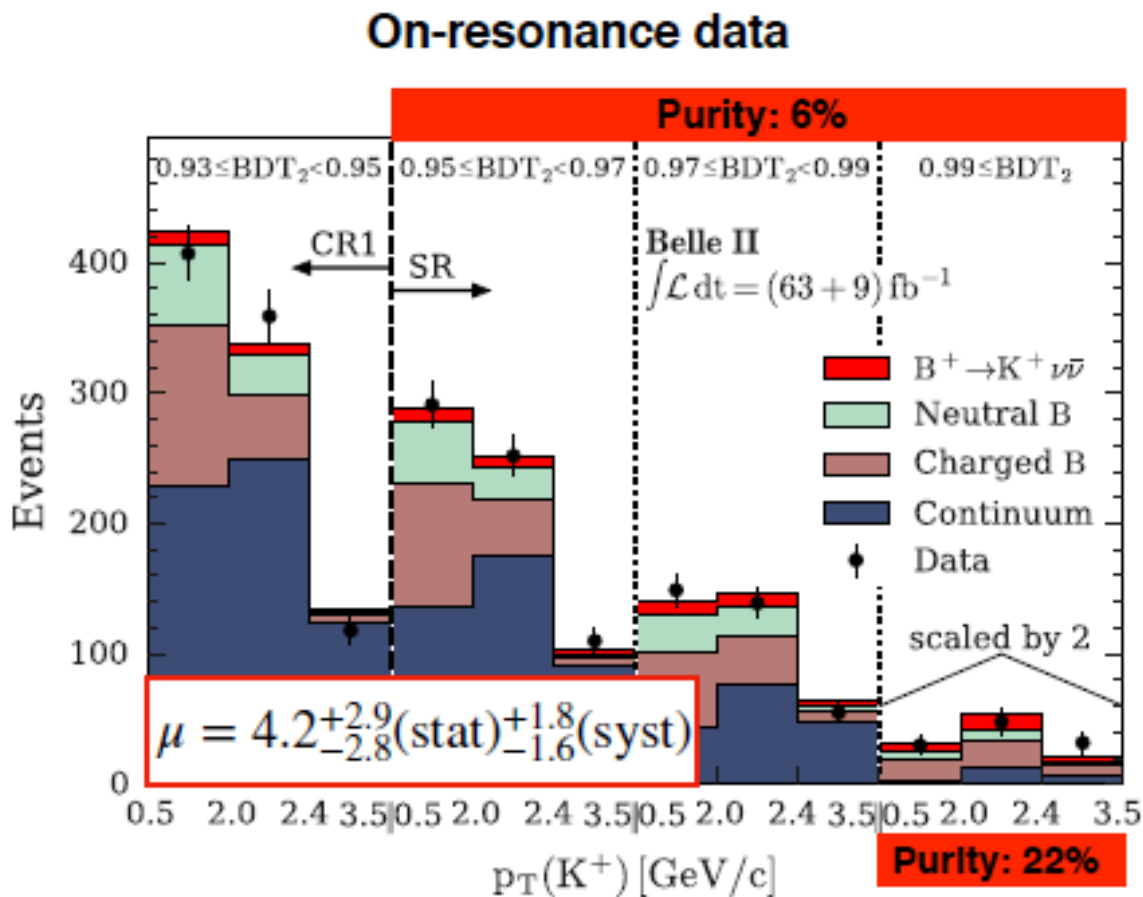 On-resonance data
Purity: 6%
0.93≤BDT₂<0.95 0.95≤BDT₂<0.97 0.97≤BDT₂<0.99 0.99≤BDT₂
CR1
SR
Belle II
∫ℒ dt = (63 + 9) fb⁻¹
B⁺→K⁺νν̄
Neutral B
Charged B
Continuum
Data
scaled by 2
Events
400
300
200
100
0
μ = 4.2 +2.9 −2.8 (stat) +1.8 −1.6 (syst)
0.5 2.0 2.4 3.5 0.5 2.0 2.4 3.5 0.5 2.0 2.4 3.5 0.5 2.0 2.4 3.5
p_T(K⁺) [GeV/c]
Purity: 22%